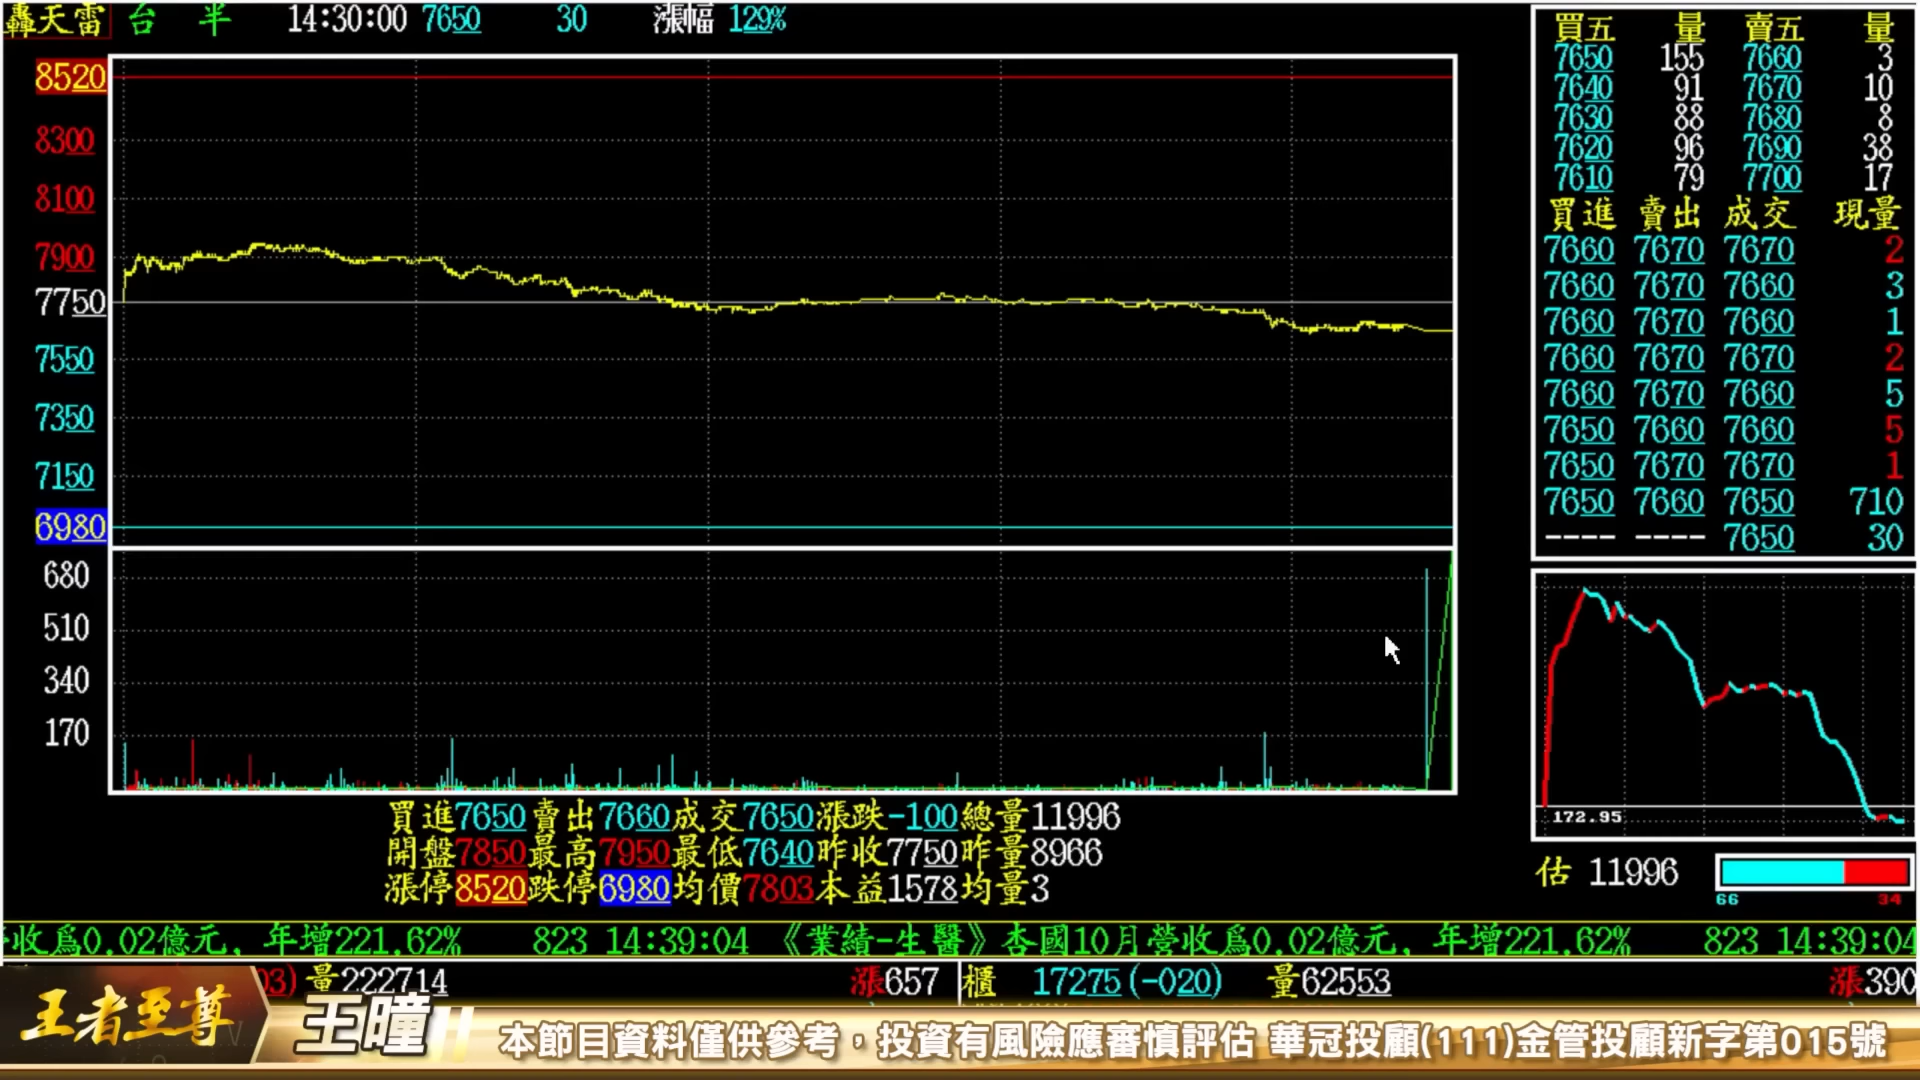 轟天雷 台 半 14:30:00 7650 30 漲幅 129%
8520
8300
8100
7900
7750
7550
7350
7150
6980
680
510
340
170
買五 量 賣五 量
7650 155 7660 3
7640 91 7670 10
7630 88 7680 8
7620 96 7690 38
7610 79 7700 17
買進 賣出 成交 現量
7660 7670 7670 2
7660 7670 7660 3
7660 7670 7660 1
7660 7670 7670 2
7660 7670 7660 5
7650 7660 7660 5
7650 7670 7670 1
7650 7660 7650 710
---- ---- 7650 30
172.95
估 11996
66 34
買進7650賣出7660成交7650漲跌-100總量11996
開盤7850最高7950最低7640昨收7750昨量8966
漲停8520跌停6980均價7803本益1578均量3
收為0.02億元, 年增221.62% 823 14:39:04 《業績-生醫》杏國10月營收為0.02億元, 年增221.62% 823 14:39:04
03) 量222714 漲657 櫃 17275(-020) 量62553 漲390
王者至尊 王曈
本節目資料僅供參考，投資有風險應審慎評估 華冠投顧(111)金管投顧新字第015號